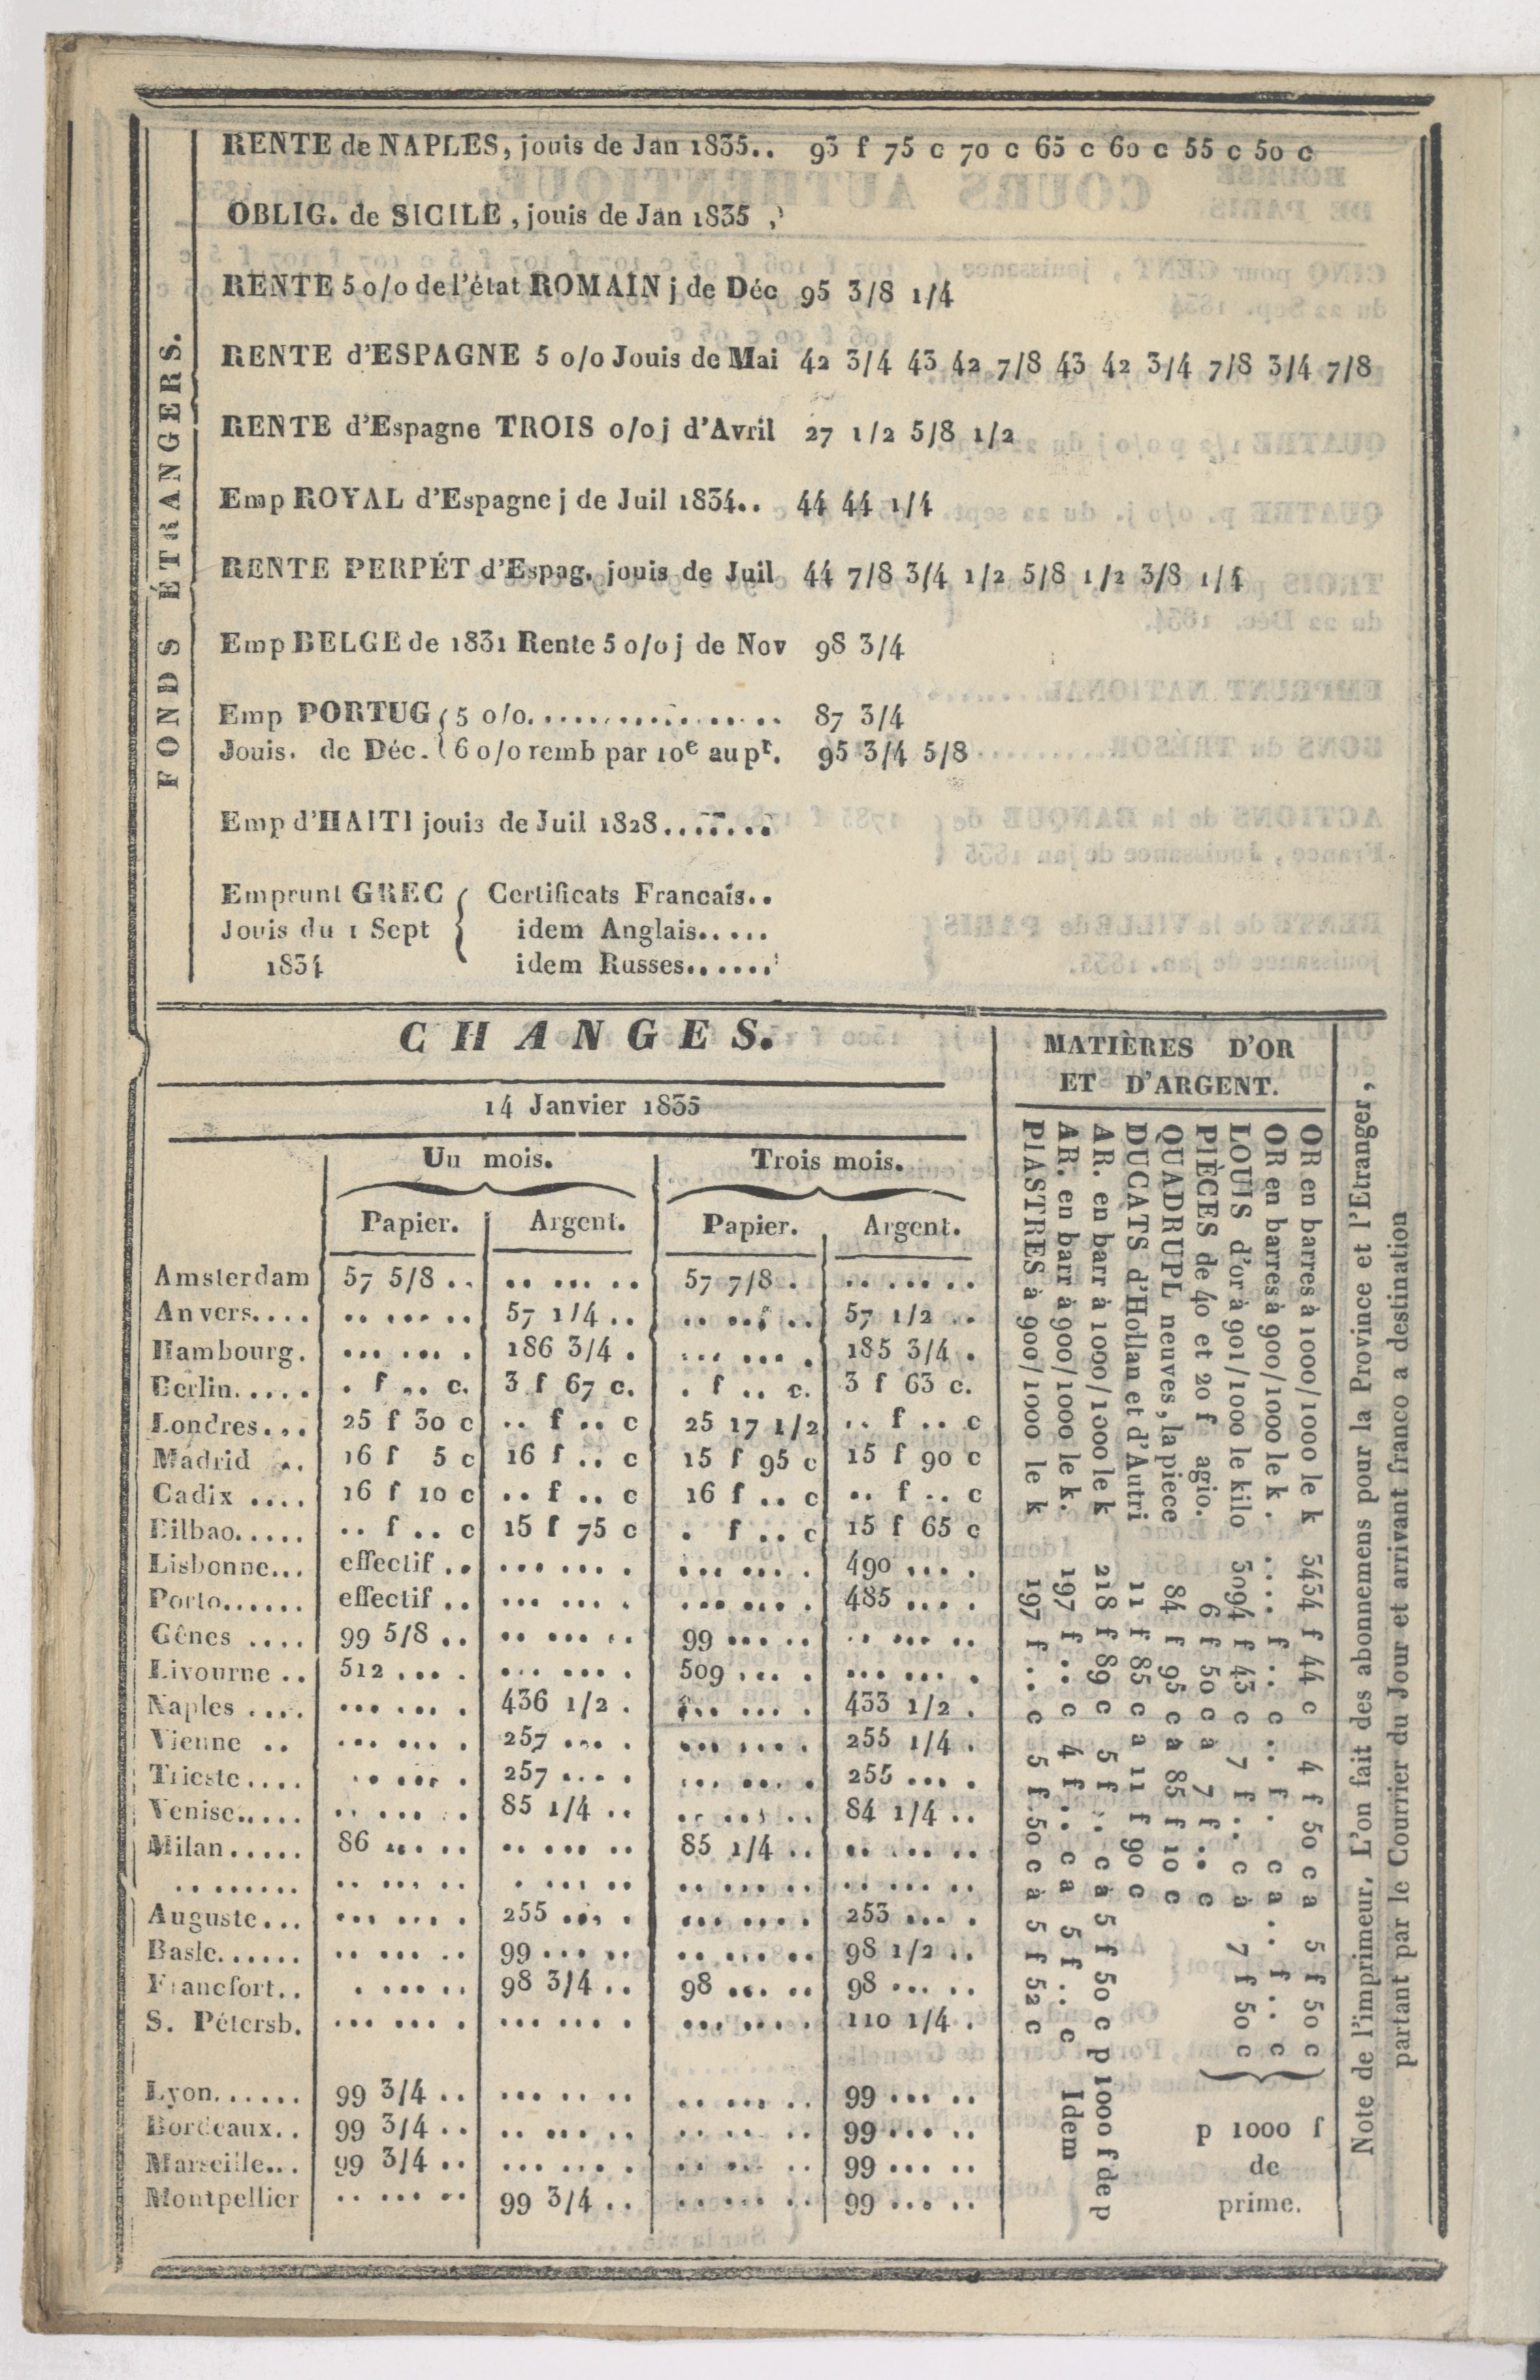 FONDS ÉTRANGERS.
RENTE de NAPLES, jouis de Jan 1835.. 93 f 75 c 70 c 65 c 60 c 55 c 50 c
OBLIG. de SICILE, jouis de Jan 1835
RENTE 5 o/o de l'état ROMAIN j de Déc 95 3/8 1/4
RENTE d'ESPAGNE 5 o/o Jouis de Mai 42 3/4 43 42 7/8 43 42 3/4 7/8 3/4 7/8
RENTE d'Espagne TROIS o/o j d'Avril 27 1/2 5/8 1/2
Emp ROYAL d'Espagne j de Juil 1834.. 44 44 1/4
RENTE PERPÉT d'Espag. jouis de Juil 44 7/8 3/4 1/2 5/8 1/2 3/8 1/4
Emp BELGE de 1831 Rente 5 o/o j de Nov 98 3/4
Emp PORTUG { 5 o/o................ 87 3/4
Jouis. de Déc. { 6 o/o remb par 10e au pr. 95 3/4 5/8
Emp d'HAITI jouis de Juil 1828.......
Emprunt GREC { Certificats Francais..
Jouis du 1 Sept idem Anglais.....
1834 idem Russes......
CHANGES.
14 Janvier 1835
Un mois. Trois mois.
Papier. Argent. Papier. Argent.
Amsterdam 57 5/8 .. .. ... .. 57 7/8 . .. ... ..
Anvers.... .. ... .. 57 1/4 .. .. ... .. 57 1/2 ..
Hambourg. ... ... . 186 3/4 . ... ... . 185 3/4 .
Berlin..... . f .. c. 3 f 67 c. . f .. c. 3 f 63 c.
Londres... 25 f 30 c .. f .. c 25 17 1/2 .. f .. c
Madrid .. 16 f 5 c 16 f .. c 15 f 95 c 15 f 90 c
Cadix .... 16 f 10 c .. f .. c 16 f .. c .. f .. c
Bilbao..... .. f .. c 15 f 75 c . f .. c 15 f 65 c
Lisbonne... effectif .. ... ... . ... ... . 490 ... .
Porto...... effectif .. ... ... . ... ... . 485 ... .
Gênes .... 99 5/8 .. .. ... .. 99 ... .. .. ... ..
Livourne .. 512 ... . ... ... . 509 ... . ... ... .
Naples .... ... ... . 436 1/2 . ... ... . 433 1/2 .
Vienne .. ... ... . 257 ... . ... ... . 255 1/4 .
Trieste.... . ... . 257 ... . ... ... . 255 ... .
Venise..... .. ... . 85 1/4 .. .. ... .. 84 1/4 ..
Milan..... 86 ... .. .. ... .. 85 1/4 .. .. ... ..
........ .. ... .. . ... .. .. ... .. .. ... ..
Auguste... ... ... . 255 ... . ... ... . 253 ... .
Basle...... .. ... .. 99 ... .. .. ... .. 98 1/2 ..
Francfort.. . ... .. 98 3/4 .. 98 ... .. 98 ... ..
S. Pétersb. ... ... . ... ... . ... ... . 110 1/4 .
Lyon...... 99 3/4 .. ... .. .. .. ... .. 99 ... ..
Bordeaux.. 99 3/4 .. .. ... .. .. .. .. 99 ... ..
Marseille... 99 3/4 .. ... ... . .. ... .. 99 ... ..
Montpellier .. ... .. 99 3/4 .. .. ... .. 99 ... ..
MATIÈRES D'OR
ET D'ARGENT.
OR en barres à 1000/1000 le k 3434 f 44 c 4 f 50 c a 5 f 50 c
OR en barres à 900/1000 le k. .... f .. c .. f . c a .. f .. c
LOUIS d'or à 901/1000 le kilo 3094 f 43 c 7 f .. c à 7 f 50 c
PIÈCES de 40 et 20 f agio. 6 f 50 c a 7 f .. c
QUADRUPL neuves, la piece 84 f 95 c à 85 f 10 c
DUCATS d'Hollan et d'Autri 11 f 85 c a 11 f 90 c
AR. en barr à 1000/1000 le k 218 f 89 c 5 f .. c à 5 f 50 c p 1000 f de p
AR. en barr à 900/1000 le k. 197 f .. c 4 f .. c a 5 f .. c Idem
PIASTRES à 900/1000 le k 197 f .. c 5 f 50 c à 5 f 52 c
p 1000 f
de
prime.
Note de l'imprimeur. L'on fait des abonnemens pour la Province et l'Etranger,
partant par le Courrier du Jour et arrivant franco a destination